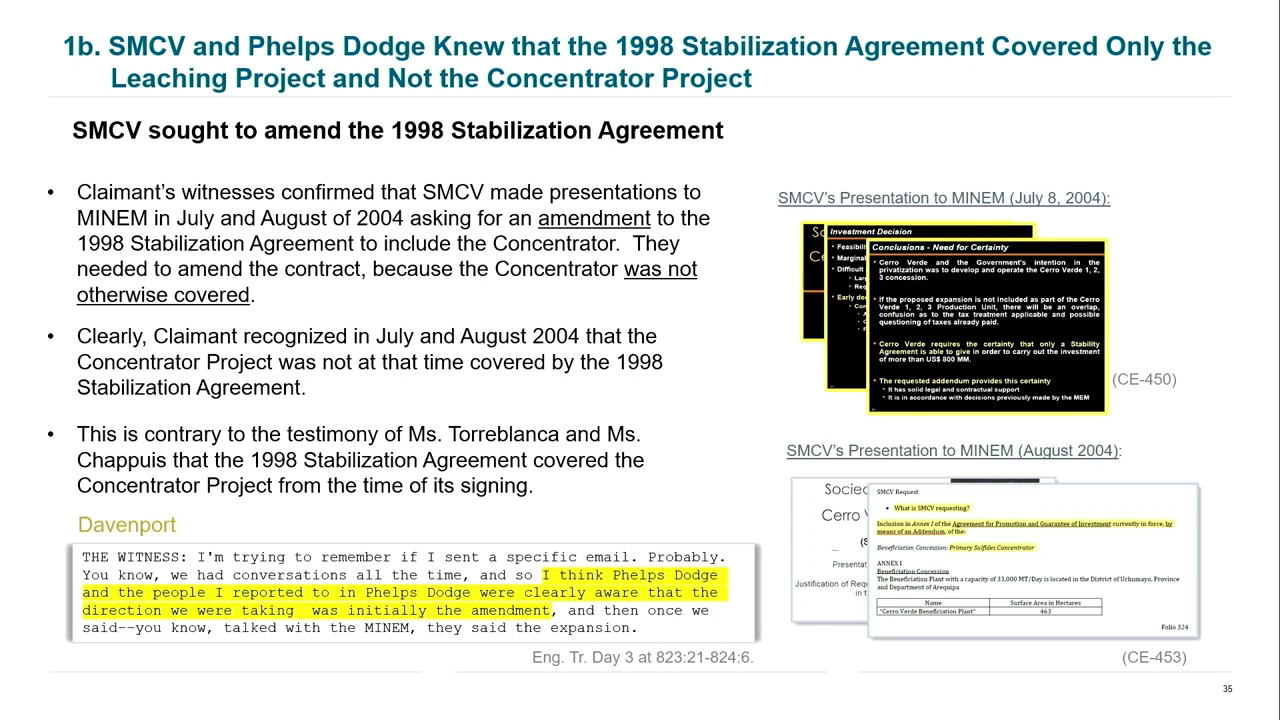 1b. SMCV and Phelps Dodge Knew that the 1998 Stabilization Agreement Covered Only the
Leaching Project and Not the Concentrator Project
SMCV sought to amend the 1998 Stabilization Agreement
• Claimant's witnesses confirmed that SMCV made presentations to
MINEM in July and August of 2004 asking for an amendment to the
1998 Stabilization Agreement to include the Concentrator. They
needed to amend the contract, because the Concentrator was not
otherwise covered.
• Clearly, Claimant recognized in July and August 2004 that the
Concentrator Project was not at that time covered by the 1998
Stabilization Agreement.
• This is contrary to the testimony of Ms. Torreblanca and Ms.
Chappuis that the 1998 Stabilization Agreement covered the
Concentrator Project from the time of its signing.
Davenport
THE WITNESS: I'm trying to remember if I sent a specific email. Probably.
You know, we had conversations all the time, and so I think Phelps Dodge
and the people I reported to in Phelps Dodge were clearly aware that the
direction we were taking was initially the amendment, and then once we
said--you know, talked with the MINEM, they said the expansion.
Eng. Tr. Day 3 at 823:21-824:6.
SMCV's Presentation to MINEM (July 8, 2004):
Investment Decision
Conclusions - Need for Certainty
• Cerro Verde and the Government's intention in the
privatization was to develop and operate the Cerro Verde 1, 2,
3 concession.
• If the proposed expansion is not included as part of the Cerro
Verde 1, 2, 3 Production Unit, there will be an overlap,
confusion as to the tax treatment applicable and possible
questioning of taxes already paid.
• Cerro Verde requires the certainty that only a Stability
Agreement is able to give in order to carry out the investment
of more than US$ 800 MM.
• The requested addendum provides this certainty
• It has solid legal and contractual support
• It is in accordance with decisions previously made by the MEM
(CE-450)
SMCV's Presentation to MINEM (August 2004):
Socied
Cerro V
(S
Presentat
Justification of Requ
in t
SMCV Request
• What is SMCV requesting?
Inclusion in Annex I of the Agreement for Promotion and Guarantee of Investment currently in force, by
means of an Addendum, of the:
Beneficiation Concession: Primary Sulfides Concentrator
ANNEX I
Beneficiation Concession
The Beneficiation Plant with a capacity of 33,000 MT/Day is located in the District of Uchumayo, Province
and Department of Arequipa
Name Surface Area in Hectares
"Cerro Verde Beneficiation Plant" 463
Folio 324
(CE-453)
35